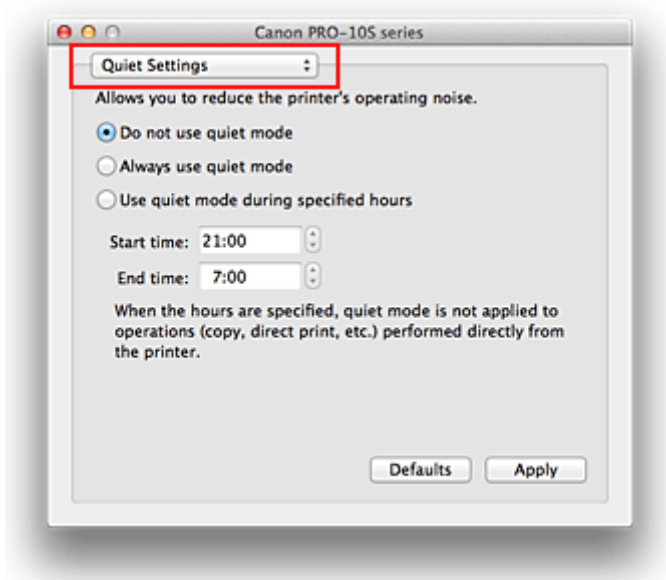 Canon PRO-10S series
Quiet Settings
Allows you to reduce the printer's operating noise.
Do not use quiet mode
Always use quiet mode
Use quiet mode during specified hours
Start time: 21:00
End time: 7:00
When the hours are specified, quiet mode is not applied to
operations (copy, direct print, etc.) performed directly from
the printer.
Defaults Apply